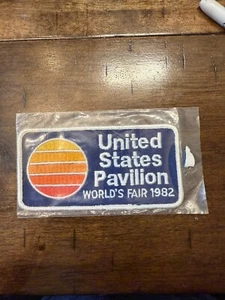 United
States
Pavilion
WORLD'S FAIR 1982